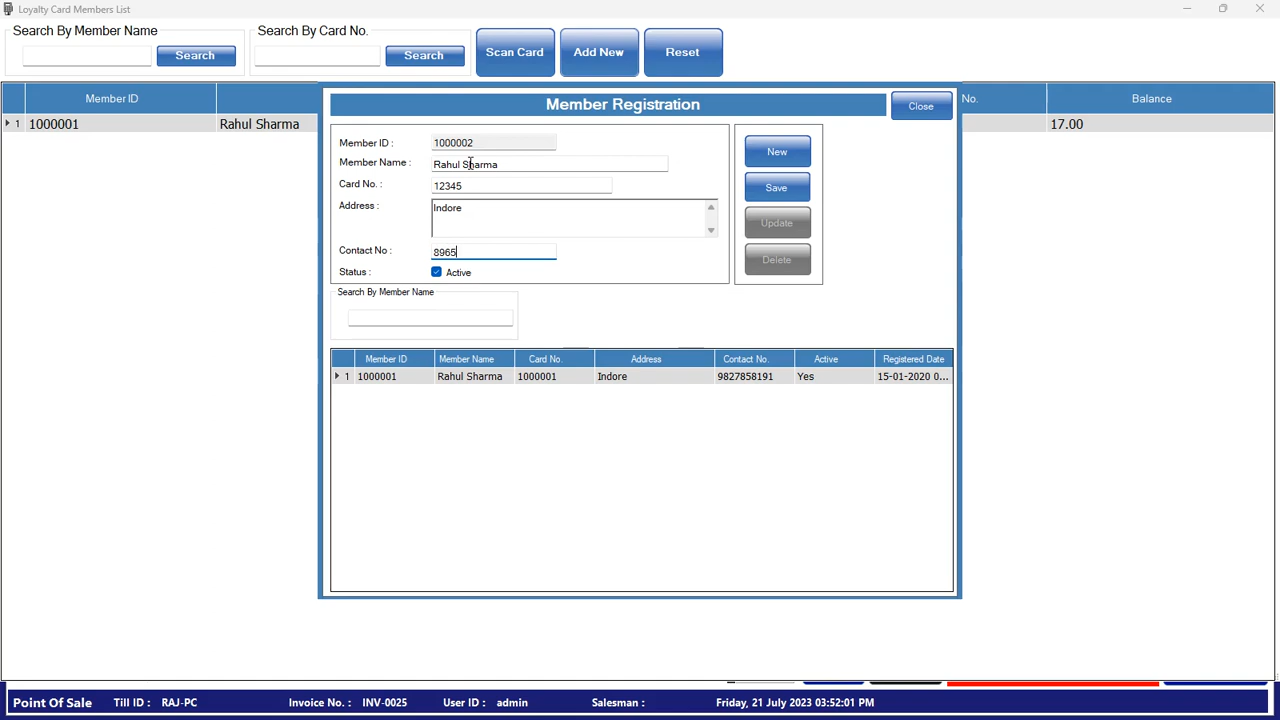 Loyalty Card Members List
Search By Member Name
Search By Card No.
Search
Search
Scan Card
Add New
Reset
Member ID
No.
Balance
1 1000001 Rahul Sharma 17.00
Member Registration
Close
Member ID : 1000002
Member Name : Rahul Sharma
Card No. : 12345
Address : Indore
Contact No : 8965
Status : Active
New
Save
Update
Delete
Search By Member Name
Member ID Member Name Card No. Address Contact No. Active Registered Date
1 1000001 Rahul Sharma 1000001 Indore 9827858191 Yes 15-01-2020 0...
Point Of Sale Till ID : RAJ-PC Invoice No. : INV-0025 User ID : admin Salesman : Friday, 21 July 2023 03:52:01 PM